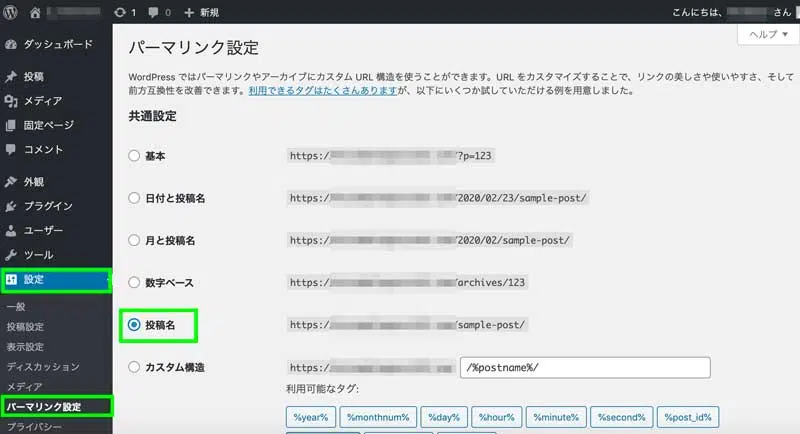 1 0 + 新規 こんにちは、 さん
ヘルプ ▼
ダッシュボード
投稿
メディア
固定ページ
コメント
外観
プラグイン
ユーザー
ツール
設定
一般
投稿設定
表示設定
ディスカッション
メディア
パーマリンク設定
プライバシー
パーマリンク設定
WordPress ではパーマリンクやアーカイブにカスタム URL 構造を使うことができます。URL をカスタマイズすることで、リンクの美しさや使いやすさ、そして
前方互換性を改善できます。利用できるタグはたくさんありますが、以下にいくつか試していただける例を用意しました。
共通設定
基本 https:/ /?p=123
日付と投稿名 https:/ /2020/02/23/sample-post/
月と投稿名 https:/ /2020/02/sample-post/
数字ベース https:/ /archives/123
投稿名 https:/ /sample-post/
カスタム構造 https:/ /%postname%/
利用可能なタグ:
%year% %monthnum% %day% %hour% %minute% %second% %post_id%